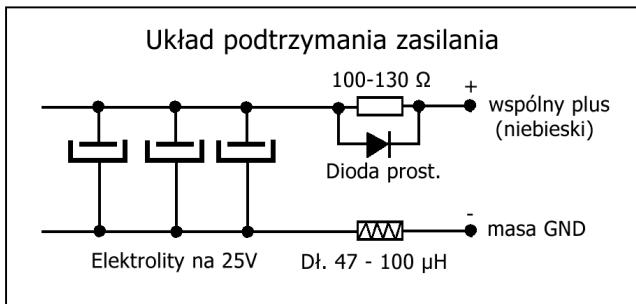 Układ podtrzymania zasilania
100-130 Ω
+
wspólny plus
(niebieski)
Dioda prost.
-
masa GND
Elektrolity na 25V
Dł. 47 - 100 µH